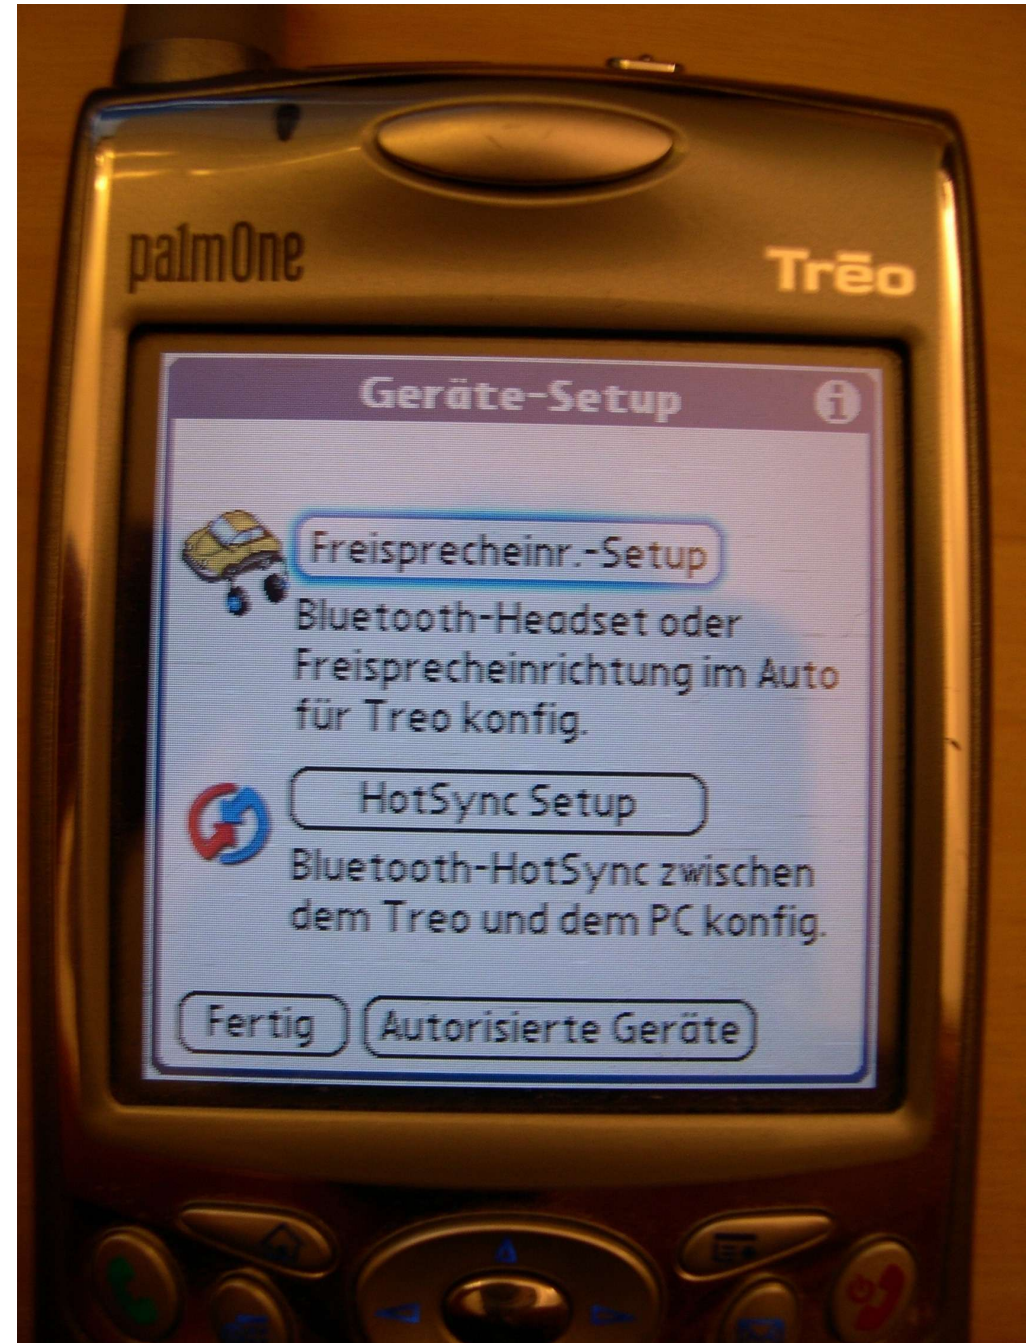 palmOne
Trēo
Geräte-Setup
Freisprecheinr.-Setup
Bluetooth-Headset oder
Freisprecheinrichtung im Auto
für Treo konfig.
HotSync Setup
Bluetooth-HotSync zwischen
dem Treo und dem PC konfig.
Fertig
Autorisierte Geräte